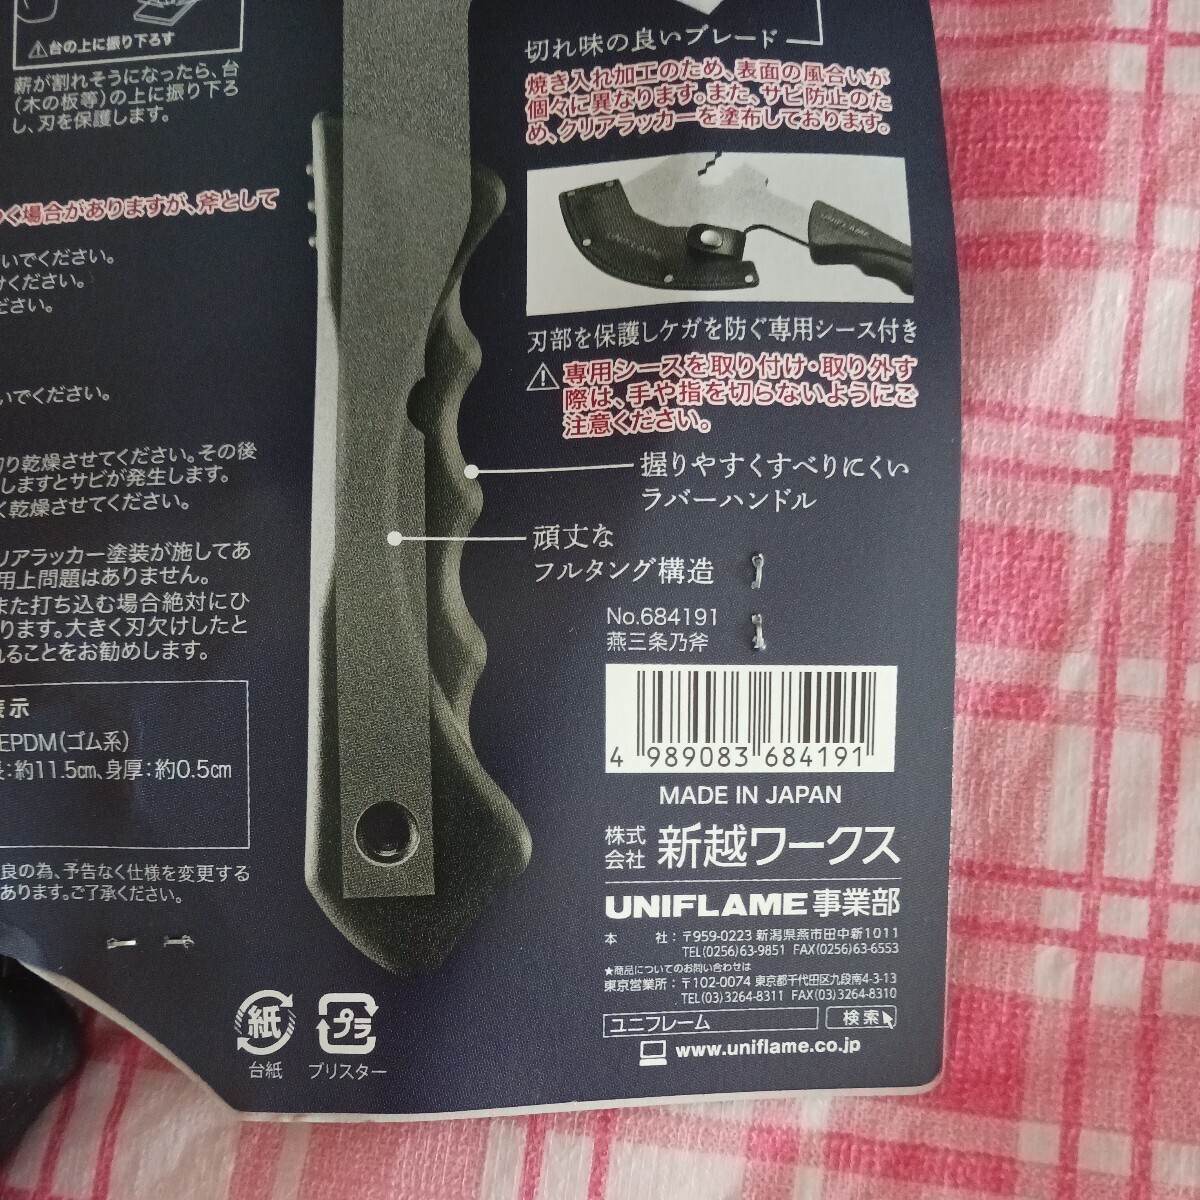 ⚠台の上に振り下ろす
薪が割れそうになったら、台
(木の板等)の上に振り下ろ
し、刃を保護します。
く場合がありますが、斧として
いでください。
ください。
ださい。
いでください。
り乾燥させてください。その後
しますとサビが発生します。
く乾燥させてください。
リアラッカー塗装が施してあ
用上問題はありません。
また打ち込む場合絶対にひ
ります。大きく刃欠けしたと
れることをお勧めします。
表示
EPDM(ゴム系)
長:約11.5㎝、身厚:約0.5㎝
良の為、予告なく仕様を変更する
あります。ご了承ください。
切れ味の良いブレード
焼き入れ加工のため、表面の風合いが
個々に異なります。また、サビ防止のた
め、クリアラッカーを塗布しております。
UNIFLAME
UNIFLAME
刃部を保護しケガを防ぐ専用シース付き
⚠専用シースを取り付け・取り外す
際は、手や指を切らないようにご
注意ください。
握りやすくすべりにくい
ラバーハンドル
頑丈な
フルタング構造
No.684191
燕三条乃斧
4 989083 684191
MADE IN JAPAN
株式会社 新越ワークス
UNIFLAME事業部
本 社:〒959-0223 新潟県燕市田中新1011
TEL(0256)63-9851 FAX(0256)63-6553
★商品についてのお問い合わせは
東京営業所:〒102-0074 東京都千代田区九段南4-3-13
TEL(03)3264-8311 FAX(03)3264-8310
ユニフレーム 検索
www.uniflame.co.jp
紙
台紙
プラ
ブリスター